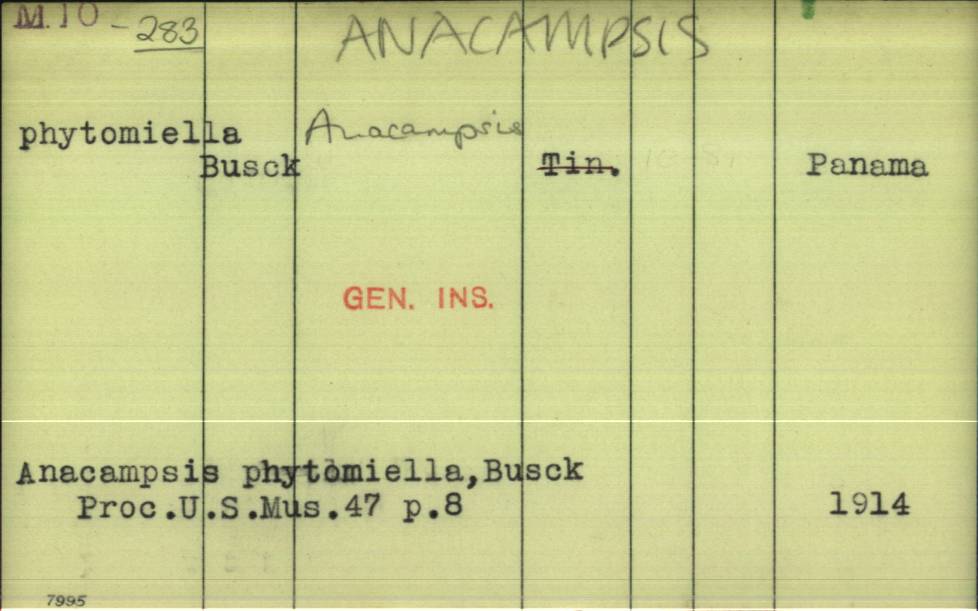 M.10 - 283 ANACAMPSIS
phytomiella Anacampsis
Busck Tin. Panama
GEN. INS.
Anacampsis phytomiella,Busck
Proc.U.S.Mus.47 p.8 1914
7995